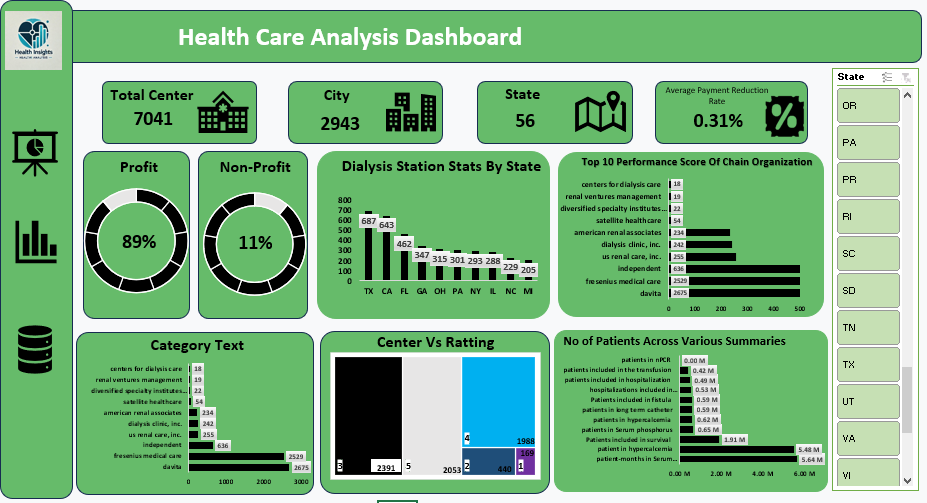 Health Insights
HEALTH ANALYSIS
Health Care Analysis Dashboard
Total Center
7041
City
2943
State
56
Average Payment Reduction
Rate
0.31%
State
OR
PA
PR
RI
SC
SD
TN
TX
UT
VA
VI
Profit
89%
Non-Profit
11%
Dialysis Station Stats By State
800
700
600
500
400
300
200
100
0
687
643
462
347
315
301
293
288
229
205
TX
CA
FL
GA
OH
PA
NY
IL
NC
MI
Top 10 Performance Score Of Chain Organization
centers for dialysis care 18
renal ventures management 19
diversified specialty institutes... 22
satellite healthcare 54
american renal associates 234
dialysis clinic, inc. 242
us renal care, inc. 255
independent 636
fresenius medical care 2529
davita 2675
0 100 200 300 400 500
Category Text
centers for dialysis care 18
renal ventures management 19
diversified specialty institutes... 22
satellite healthcare 54
american renal associates 234
dialysis clinic, inc. 242
us renal care, inc. 255
independent 636
fresenius medical care 2529
davita 2675
0 1000 2000 3000
Center Vs Ratting
3 2391
5 2053
4 1988
2 440
1 169
No of Patients Across Various Summaries
patients in nPCR 0.00 M
patients included in the transfusion 0.42 M
patients included in hospitalization 0.49 M
hospitalizations included in... 0.53 M
Patients included in fistula 0.59 M
patients in long term catheter 0.59 M
patients in hypercalcemia 0.62 M
patients in Serum phosphorus 0.65 M
Patients included in survival 1.91 M
patient in hypercalcemia 5.48 M
patient-months in Serum... 5.64 M
0.00 M 2.00 M 4.00 M 6.00 M